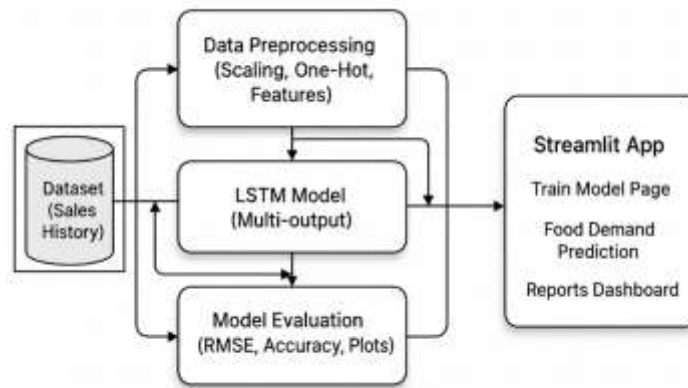 Data Preprocessing
(Scaling, One-Hot,
Features)
Dataset
(Sales
History)
LSTM Model
(Multi-output)
Model Evaluation
(RMSE, Accuracy, Plots)
Streamlit App
Train Model Page
Food Demand
Prediction
Reports Dashboard